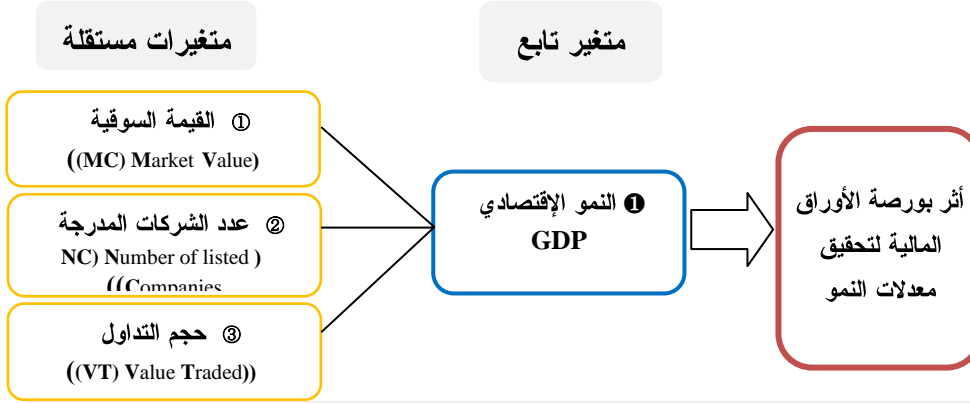 متغيرات مستقلة
متغير تابع
① القيمة السوقية
((MC) Market Value)
② عدد الشركات المدرجة
NC) Number of listed )
((Companies
③ حجم التداول
((VT) Value Traded))
❶ النمو الإقتصادي
GDP
أثر بورصة الأوراق
المالية لتحقيق
معدلات النمو